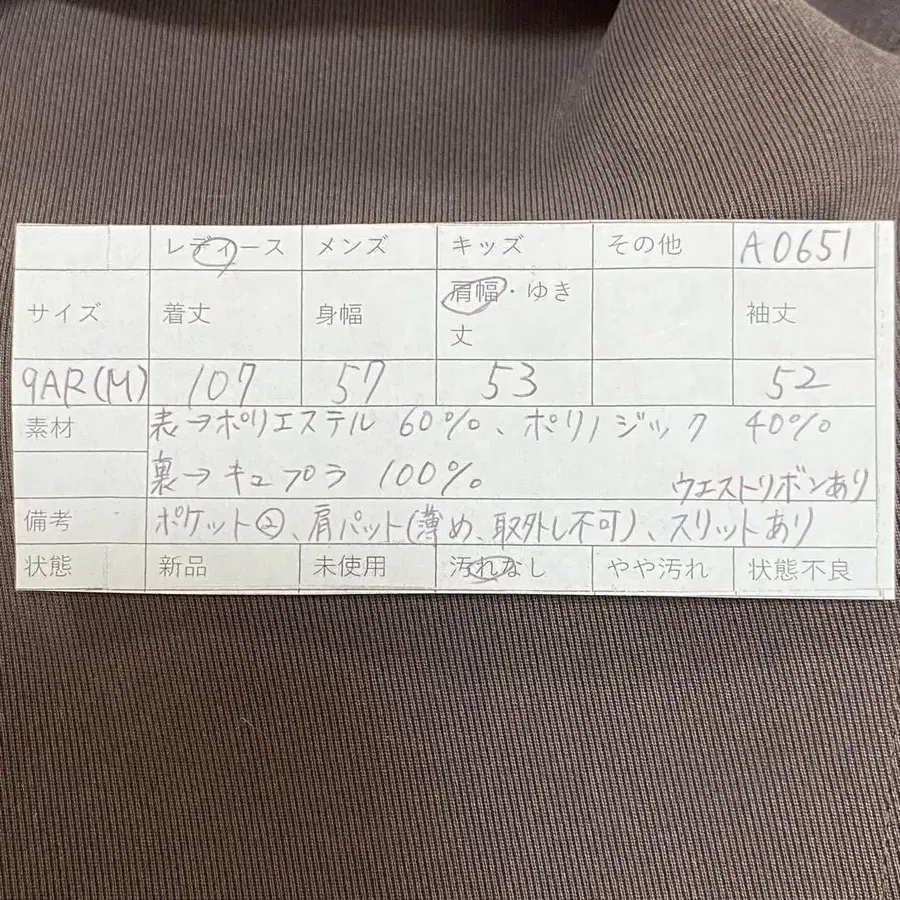 レディース メンズ キッズ その他 A0651
サイズ 着丈 身幅 肩幅・ゆき丈 袖丈
9AR(M) 107 57 53 52
素材 表→ポリエステル 60%、ポリノジック 40%
裏→キュプラ 100% ウエストリボンあり
備考 ポケット②、肩パット(薄め、取外し不可)、スリットあり
状態 新品 未使用 汚れなし やや汚れ 状態不良